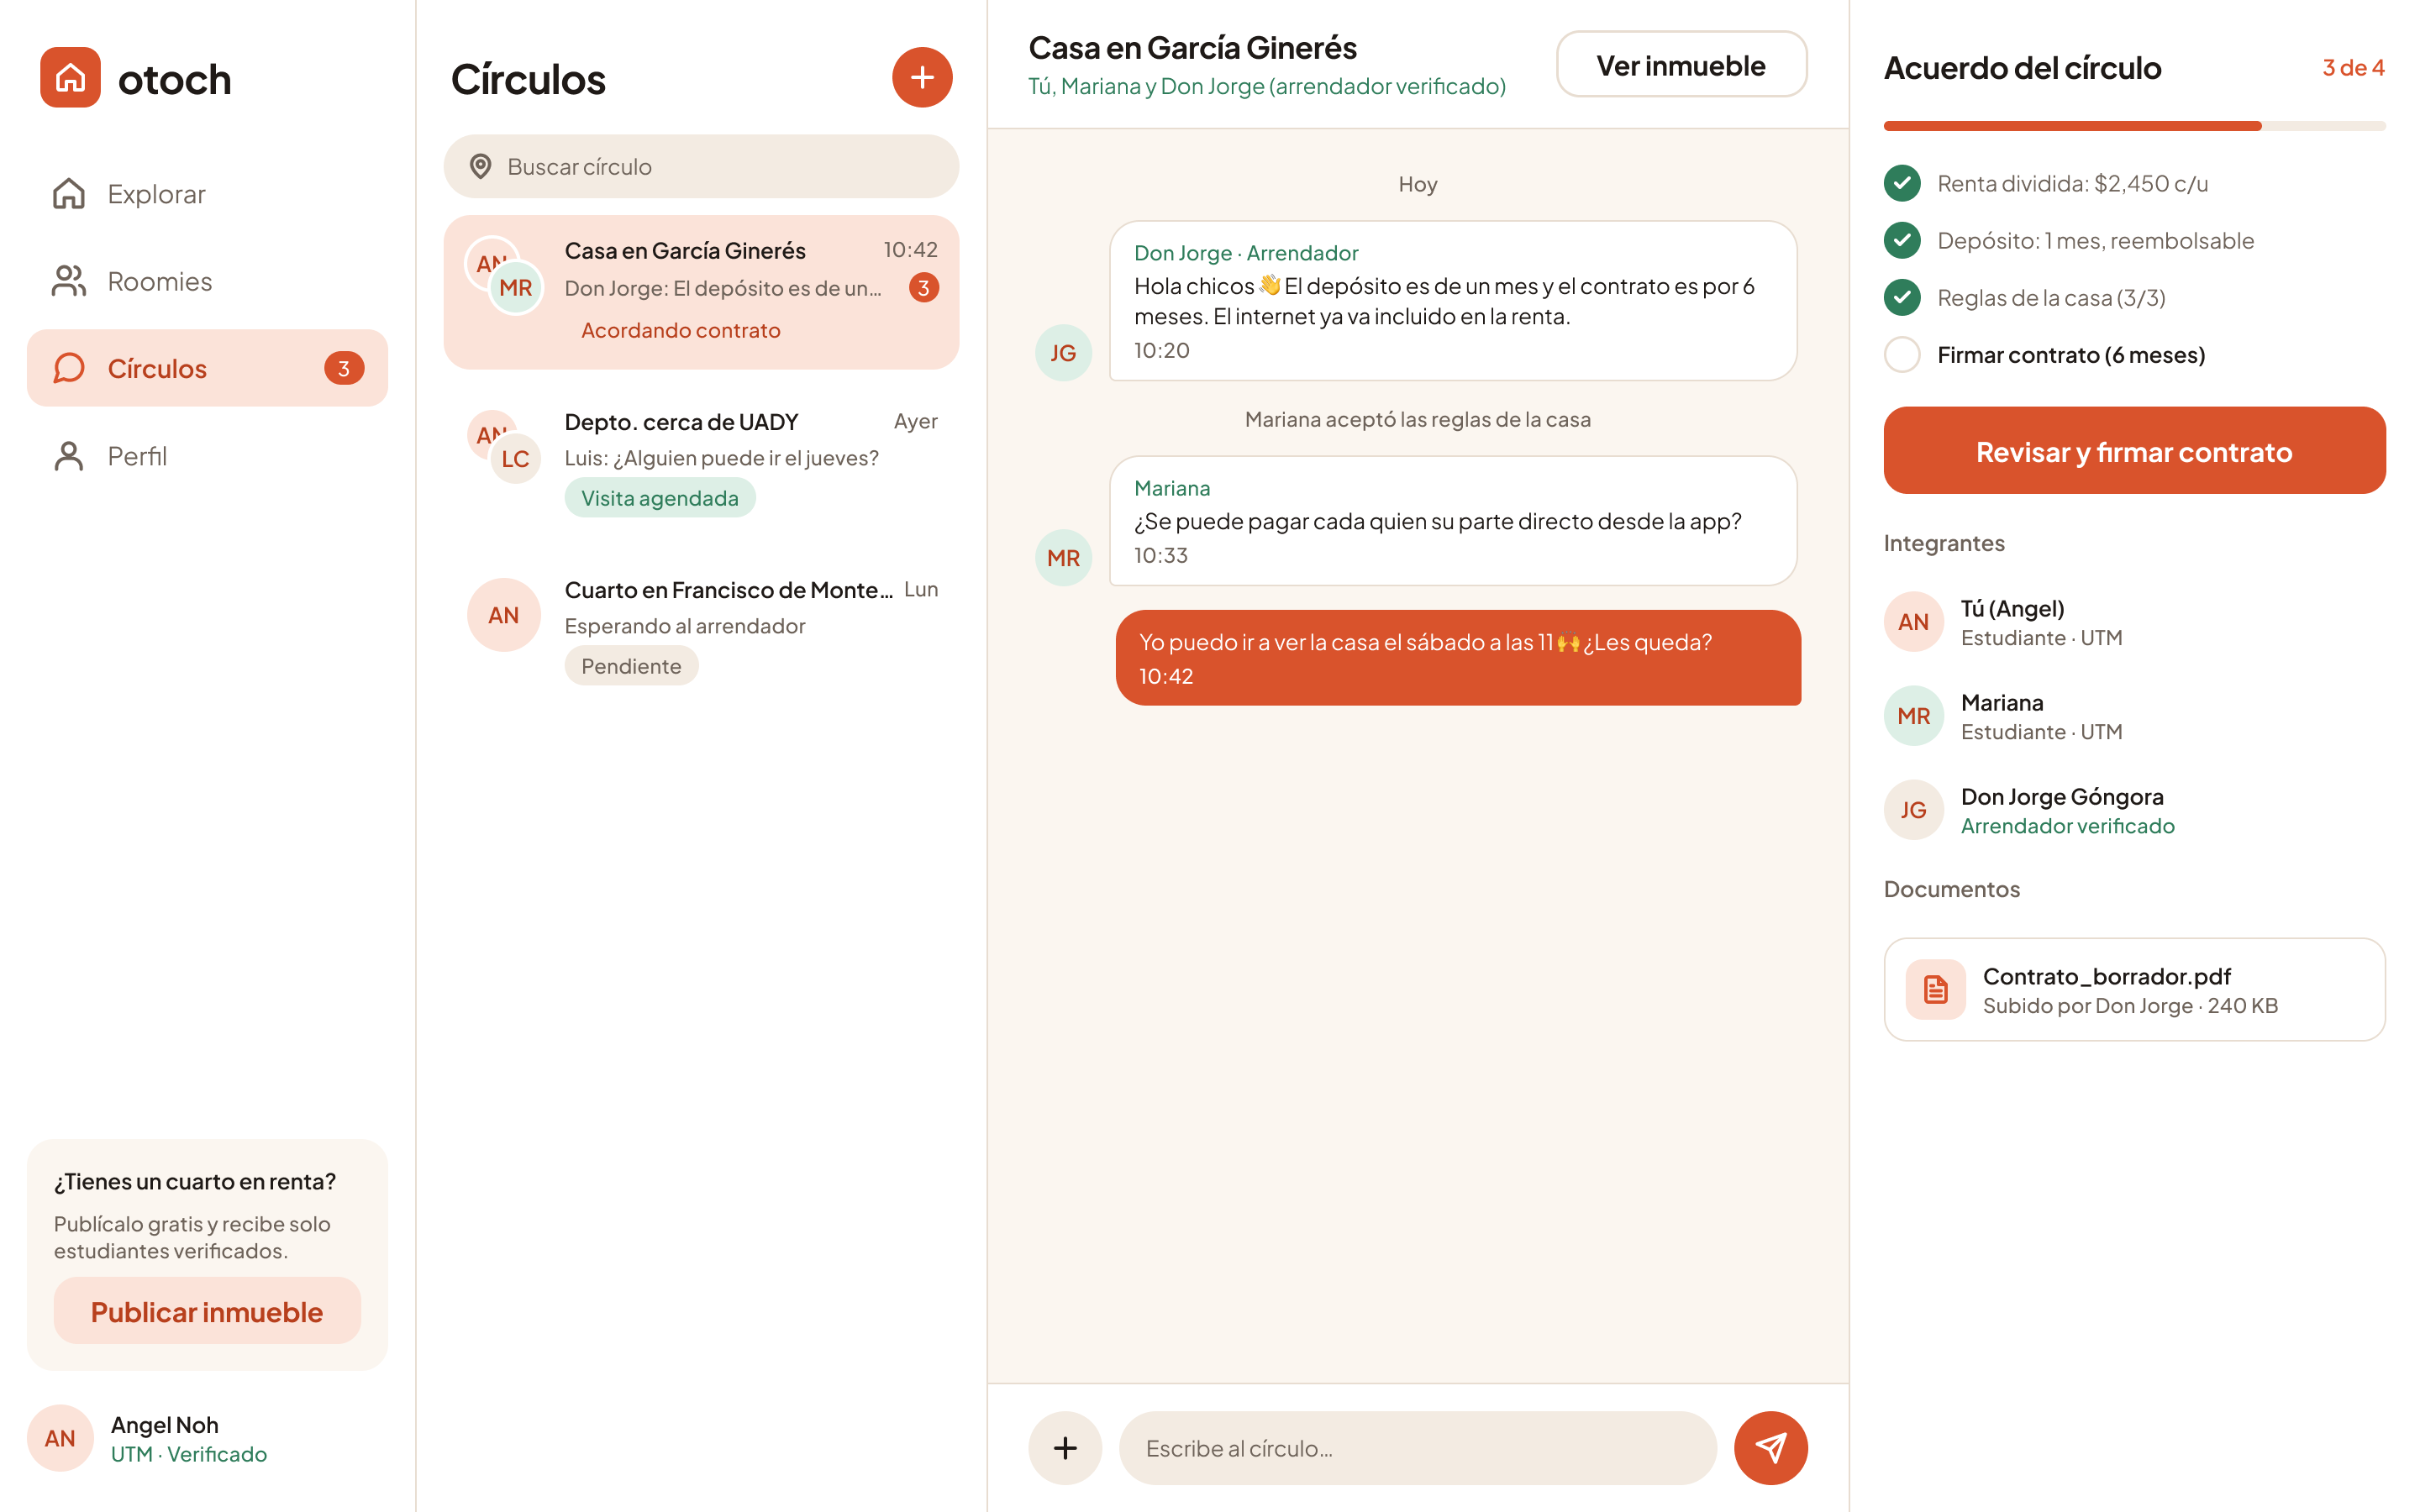 otoch
Explorar
Roomies
Círculos
3
Perfil
¿Tienes un cuarto en renta?
Publícalo gratis y recibe solo
estudiantes verificados.
Publicar inmueble
AN
Angel Noh
UTM · Verificado
Círculos
Buscar círculo
AN
MR
Casa en García Ginerés
10:42
Don Jorge: El depósito es de un...
3
Acordando contrato
AN
LC
Depto. cerca de UADY
Ayer
Luis: ¿Alguien puede ir el jueves?
Visita agendada
AN
Cuarto en Francisco de Monte...
Lun
Esperando al arrendador
Pendiente
Casa en García Ginerés
Tú, Mariana y Don Jorge (arrendador verificado)
Ver inmueble
Hoy
Don Jorge · Arrendador
Hola chicos 👋 El depósito es de un mes y el contrato es por 6
meses. El internet ya va incluido en la renta.
10:20
JG
Mariana aceptó las reglas de la casa
Mariana
¿Se puede pagar cada quien su parte directo desde la app?
10:33
MR
Yo puedo ir a ver la casa el sábado a las 11 🙌 ¿Les queda?
10:42
Escribe al círculo...
Acuerdo del círculo
3 de 4
Renta dividida: $2,450 c/u
Depósito: 1 mes, reembolsable
Reglas de la casa (3/3)
Firmar contrato (6 meses)
Revisar y firmar contrato
Integrantes
AN
Tú (Angel)
Estudiante · UTM
MR
Mariana
Estudiante · UTM
JG
Don Jorge Góngora
Arrendador verificado
Documentos
Contrato_borrador.pdf
Subido por Don Jorge · 240 KB